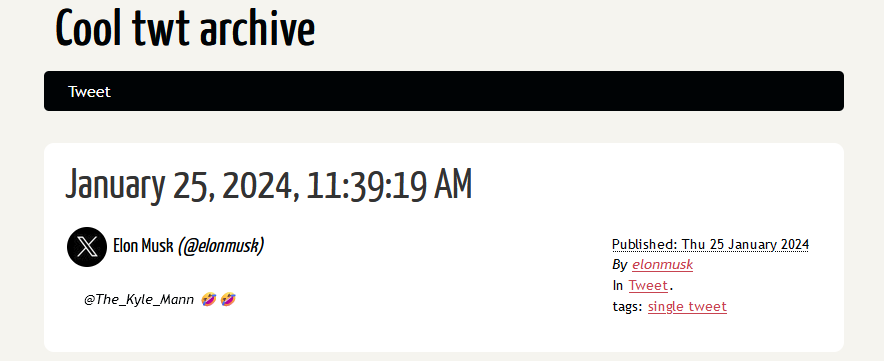 Cool twt archive
Tweet
January 25, 2024, 11:39:19 AM
Elon Musk (@elonmusk)
@The_Kyle_Mann 🤣🤣
Published: Thu 25 January 2024
By elonmusk
In Tweet.
tags: single tweet